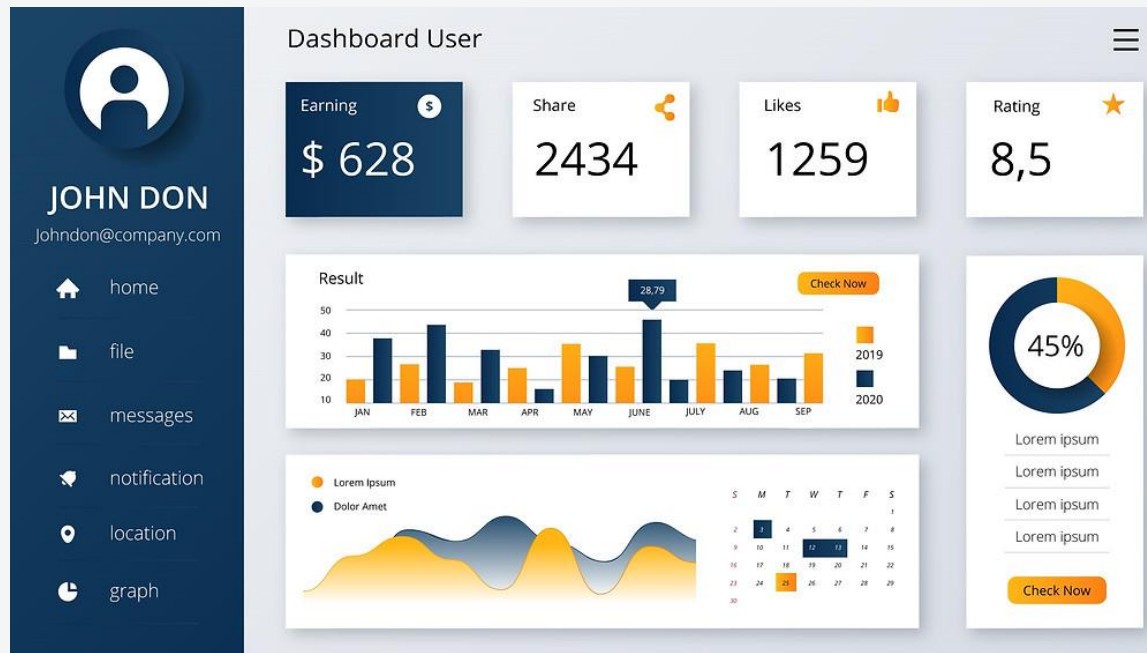 Dashboard User
JOHN DON
Johndon@company.com
home
file
messages
notification
location
graph
Earning $
$ 628
Share
2434
Likes
1259
Rating
8,5
Result
28,79
Check Now
50
40
30
20
10
JAN FEB MAR APR MAY JUNE JULY AUG SEP
2019
2020
Lorem Ipsum
Dolor Amet
S M T W T F S
1
2 3 4 5 6 7 8
9 10 11 12 13 14 15
16 17 18 19 20 21 22
23 24 25 26 27 28 29
30
45%
Lorem ipsum
Lorem ipsum
Lorem ipsum
Lorem ipsum
Check Now